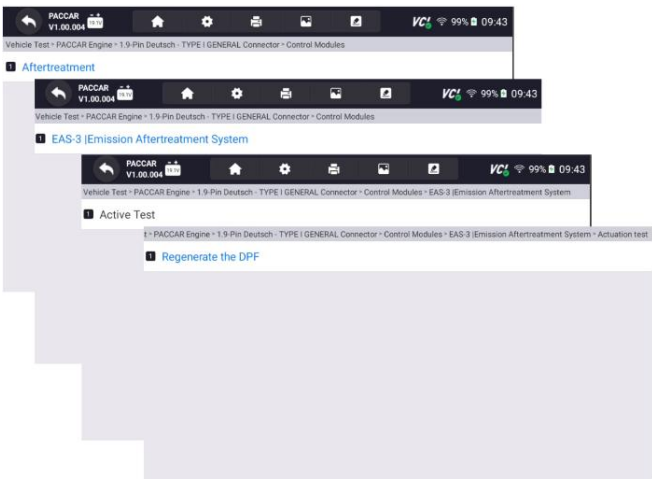 PACCAR
V1.00.004
VC! 99% 09:43
Vehicle Test > PACCAR Engine > 1.9-Pin Deutsch - TYPE I GENERAL Connector > Control Modules
1 Aftertreatment
PACCAR
V1.00.004
VC! 99% 09:43
Vehicle Test > PACCAR Engine > 1.9-Pin Deutsch - TYPE I GENERAL Connector > Control Modules
1 EAS-3 |Emission Aftertreatment System
PACCAR
V1.00.004
VC! 99% 09:43
Vehicle Test > PACCAR Engine > 1.9-Pin Deutsch - TYPE I GENERAL Connector > Control Modules > EAS-3 |Emission Aftertreatment System
1 Active Test
t > PACCAR Engine > 1.9-Pin Deutsch - TYPE I GENERAL Connector > Control Modules > EAS-3 |Emission Aftertreatment System > Actuation test
1 Regenerate the DPF